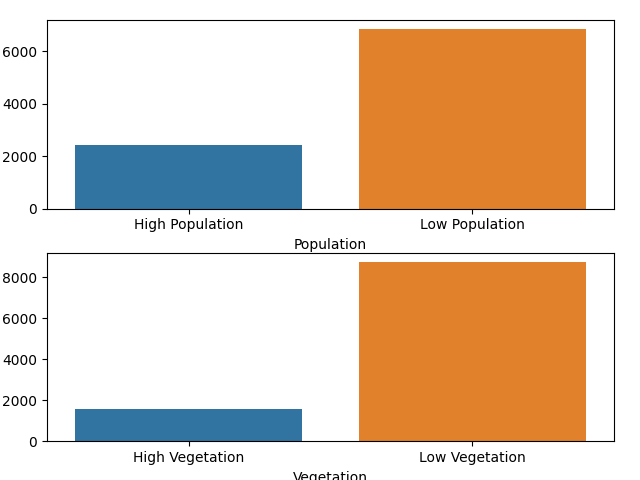 6000
4000
2000
0
High Population Low Population
Population
8000
6000
4000
2000
0
High Vegetation Low Vegetation
Vegetation